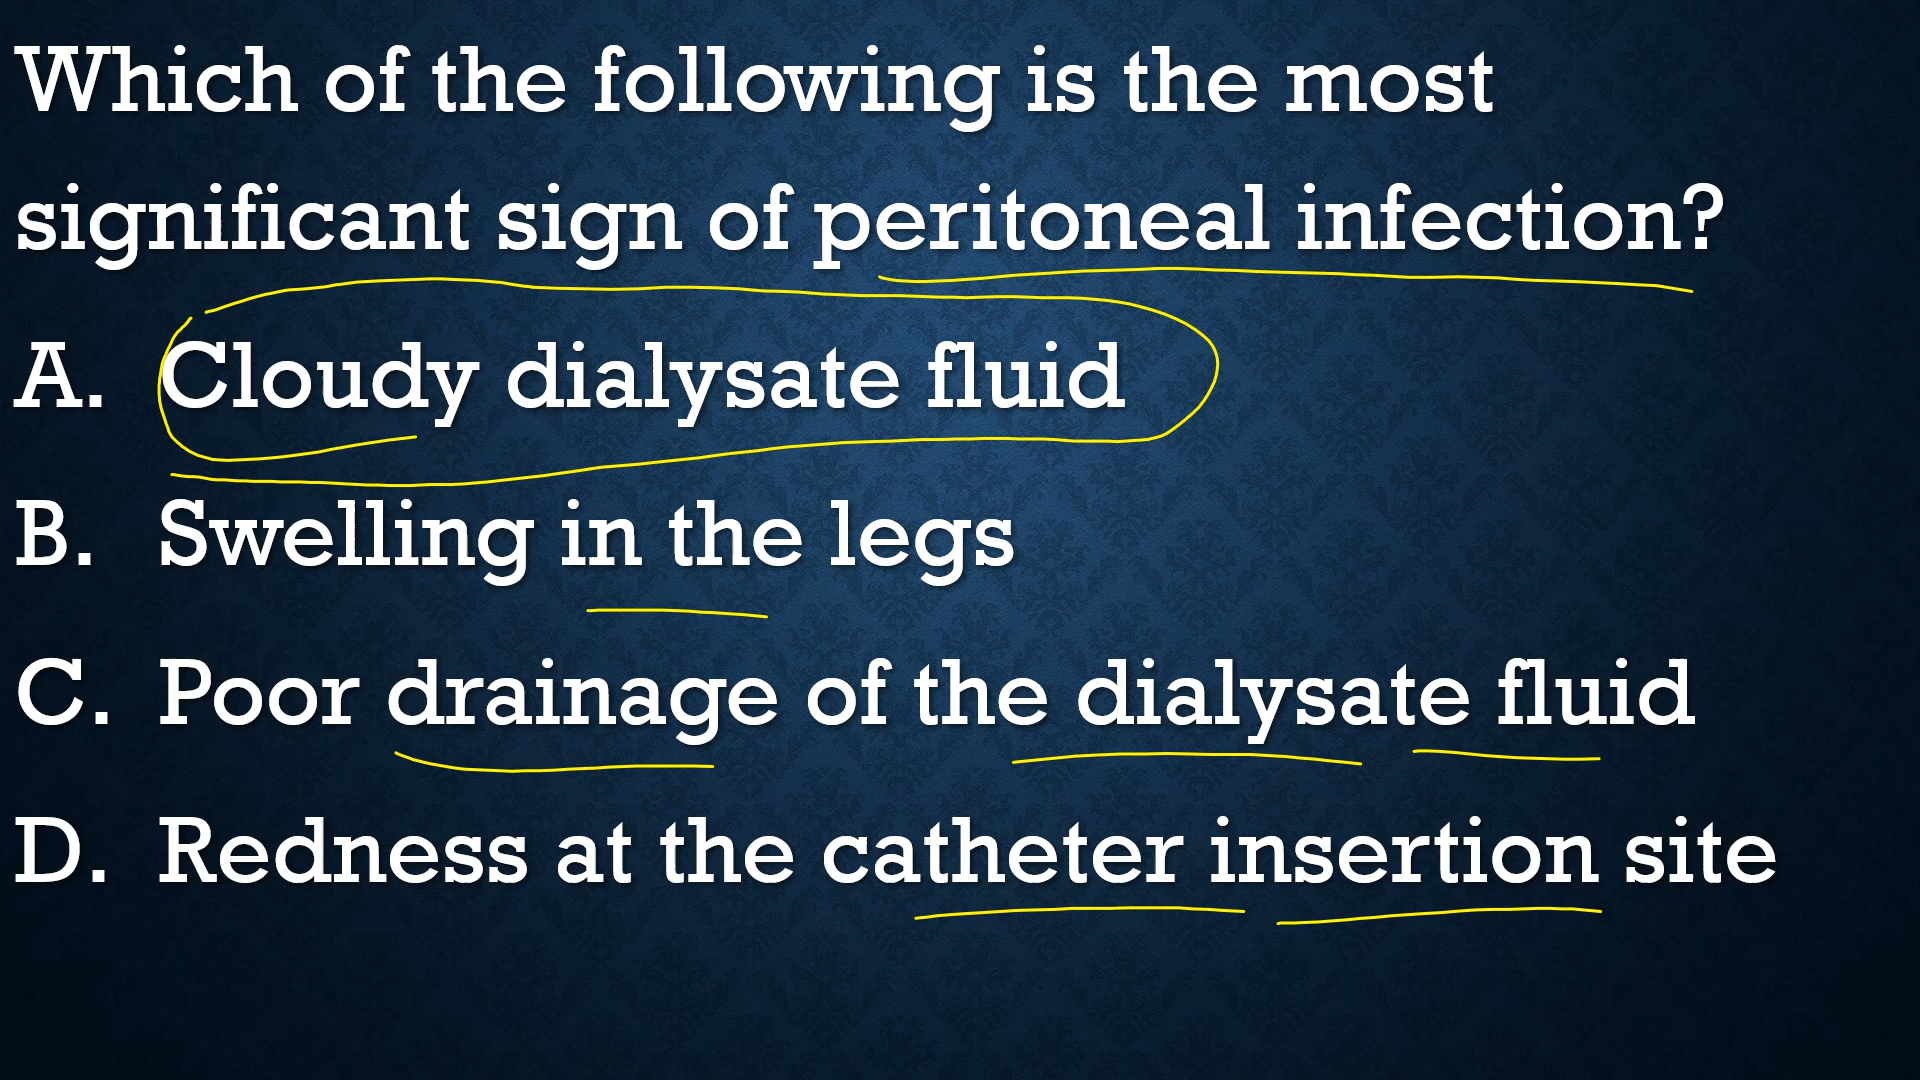 Which of the following is the most
significant sign of peritoneal infection?
A. Cloudy dialysate fluid
B. Swelling in the legs
C. Poor drainage of the dialysate fluid
D. Redness at the catheter insertion site